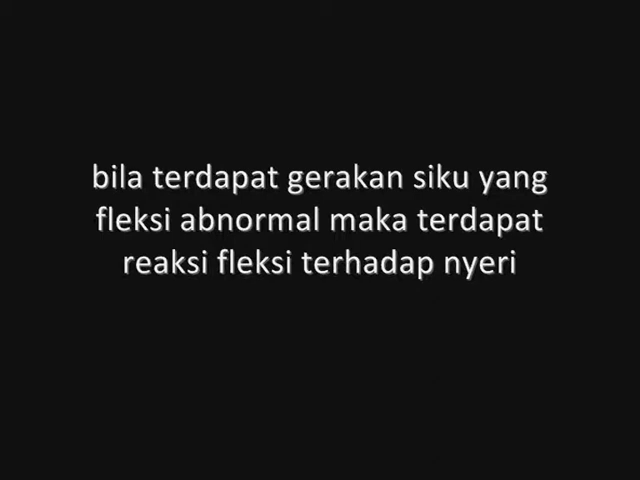 bila terdapat gerakan siku yang
fleksi abnormal maka terdapat
reaksi fleksi terhadap nyeri